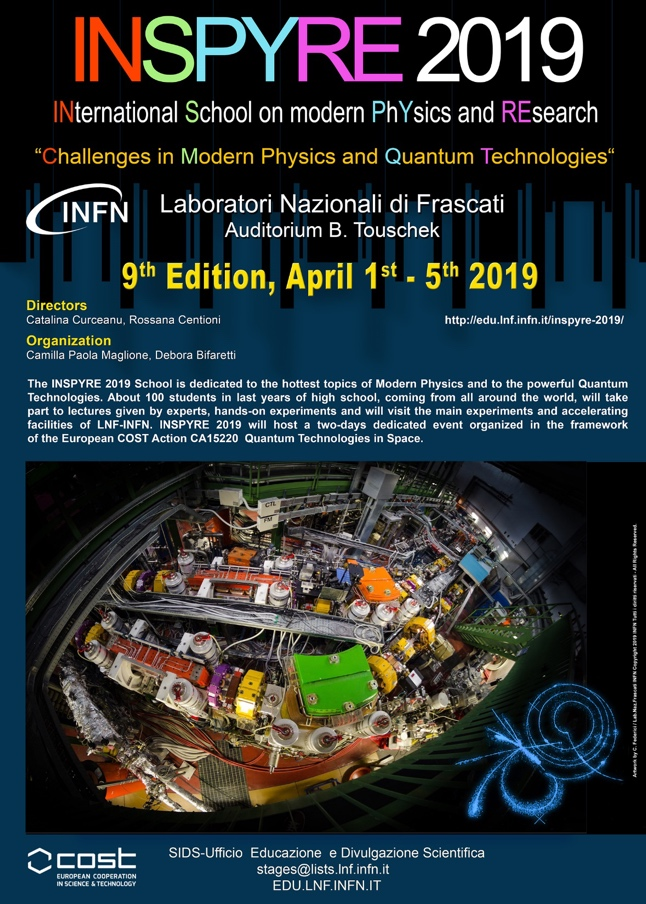 INSPYRE 2019
INternational School on modern PhYsics and REsearch
“Challenges in Modern Physics and Quantum Technologies“
INFN
Laboratori Nazionali di Frascati
Auditorium B. Touschek
9th Edition, April 1st - 5th 2019
Directors
Catalina Curceanu, Rossana Centioni
http://edu.lnf.infn.it/inspyre-2019/
Organization
Camilla Paola Maglione, Debora Bifaretti
The INSPYRE 2019 School is dedicated to the hottest topics of Modern Physics and to the powerful Quantum
Technologies. About 100 students in last years of high school, coming from all around the world, will take
part to lectures given by experts, hands-on experiments and will visit the main experiments and accelerating
facilities of LNF-INFN. INSPYRE 2019 will host a two-days dedicated event organized in the framework
of the European COST Action CA15220 Quantum Technologies in Space.
FM
Artwork by C. Federici / Lab.Naz.Frascati INFN Copyright 2019 INFN Tutti i diritti riservati - All Rights Reserved.
cost
EUROPEAN COOPERATION
IN SCIENCE & TECHNOLOGY
SIDS-Ufficio Educazione e Divulgazione Scientifica
stages@lists.lnf.infn.it
EDU.LNF.INFN.IT